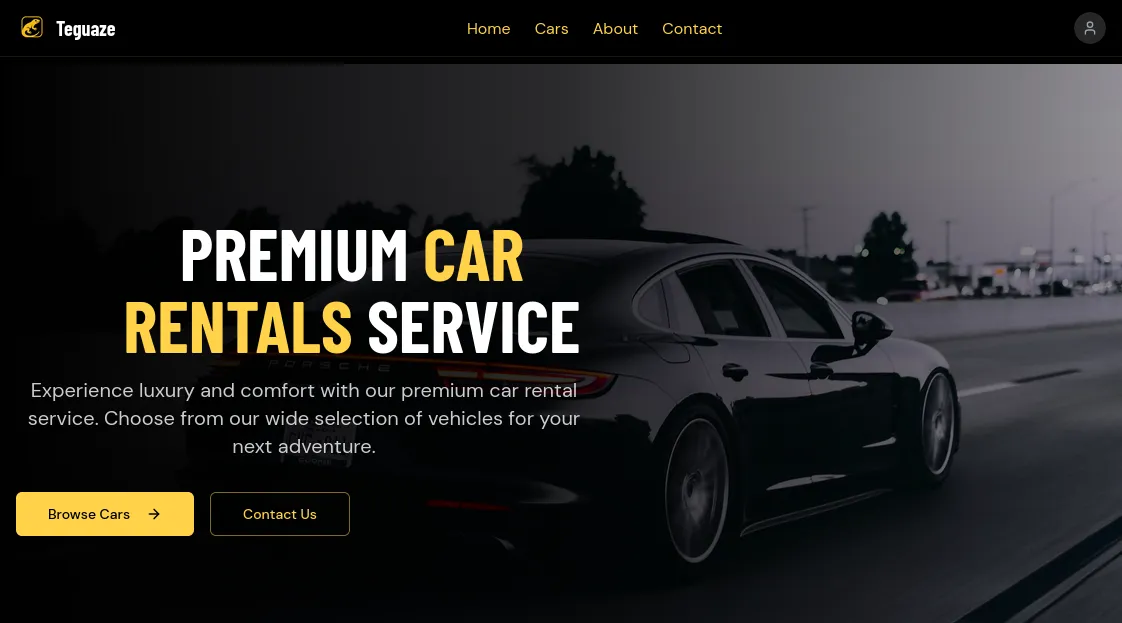 Teguaze
Home Cars About Contact
PREMIUM CAR
RENTALS SERVICE
PORSCHE
Experience luxury and comfort with our premium car rental
service. Choose from our wide selection of vehicles for your
next adventure.
Browse Cars
Contact Us